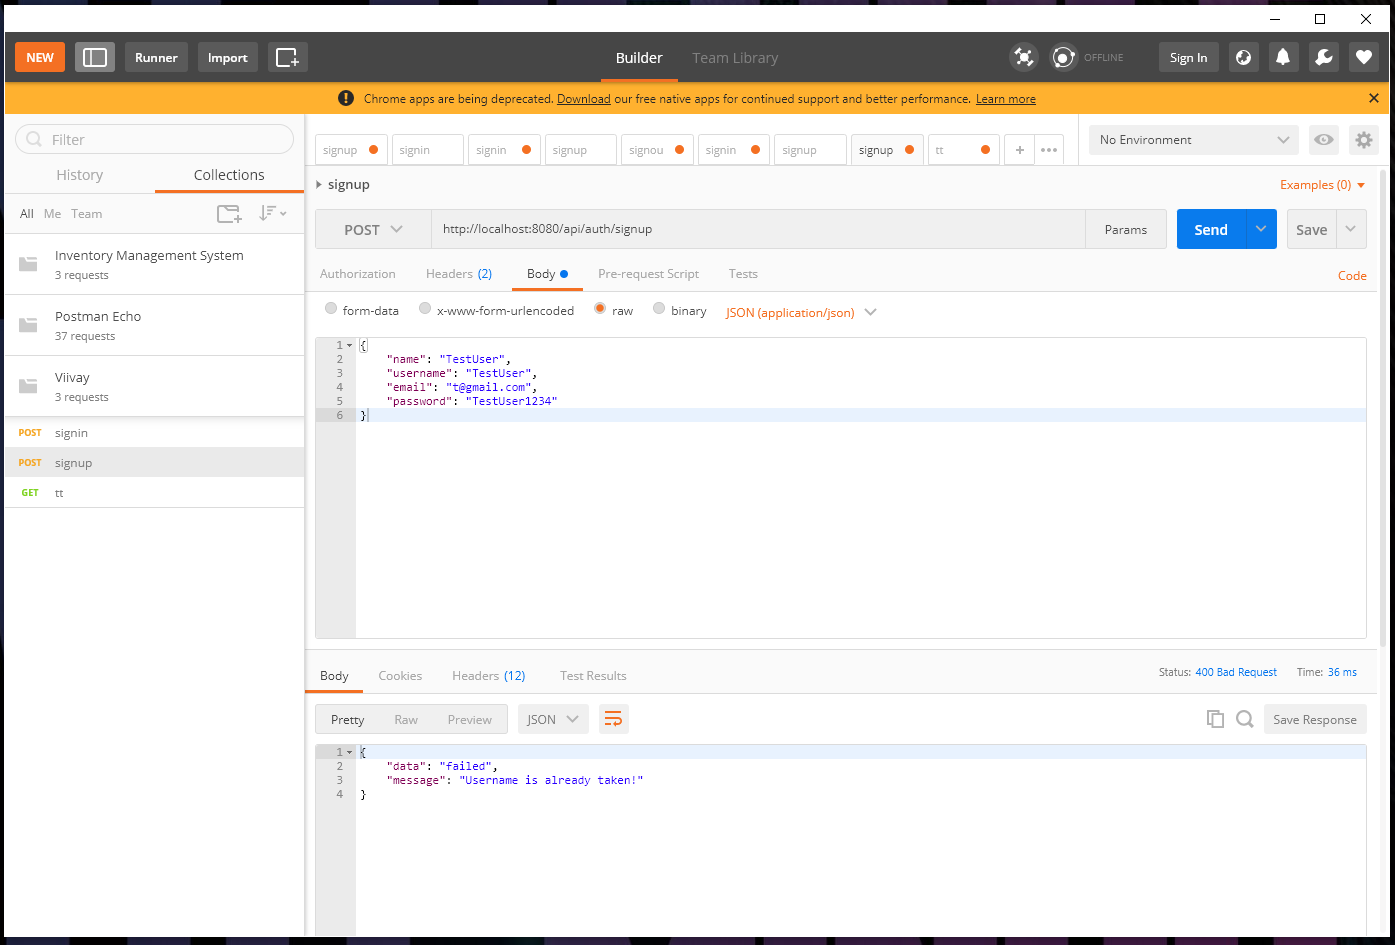 NEW Runner Import Builder Team Library OFFLINE Sign In
Chrome apps are being deprecated. Download our free native apps for continued support and better performance. Learn more
Filter
History Collections
All Me Team
Inventory Management System
3 requests
Postman Echo
37 requests
Viivay
3 requests
POST signin
POST signup
GET tt
signup signin signin signup signou signin signup signup tt + •••
No Environment
signup
Examples (0)
POST http://localhost:8080/api/auth/signup Params Send Save
Authorization Headers (2) Body Pre-request Script Tests Code
form-data x-www-form-urlencoded raw binary JSON (application/json)
1 {
2 "name": "TestUser",
3 "username": "TestUser",
4 "email": "t@gmail.com",
5 "password": "TestUser1234"
6 }
Body Cookies Headers (12) Test Results Status: 400 Bad Request Time: 36 ms
Pretty Raw Preview JSON Save Response
1 {
2 "data": "failed",
3 "message": "Username is already taken!"
4 }